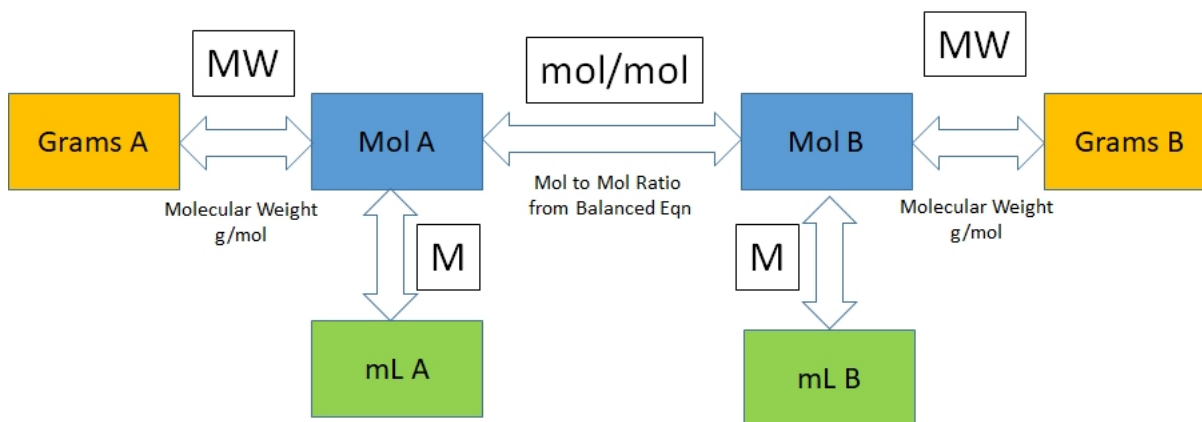 MW
mol/mol
MW
Grams A
Mol A
Mol B
Grams B
Molecular Weight
g/mol
Mol to Mol Ratio
from Balanced Eqn
Molecular Weight
g/mol
M
M
mL A
mL B